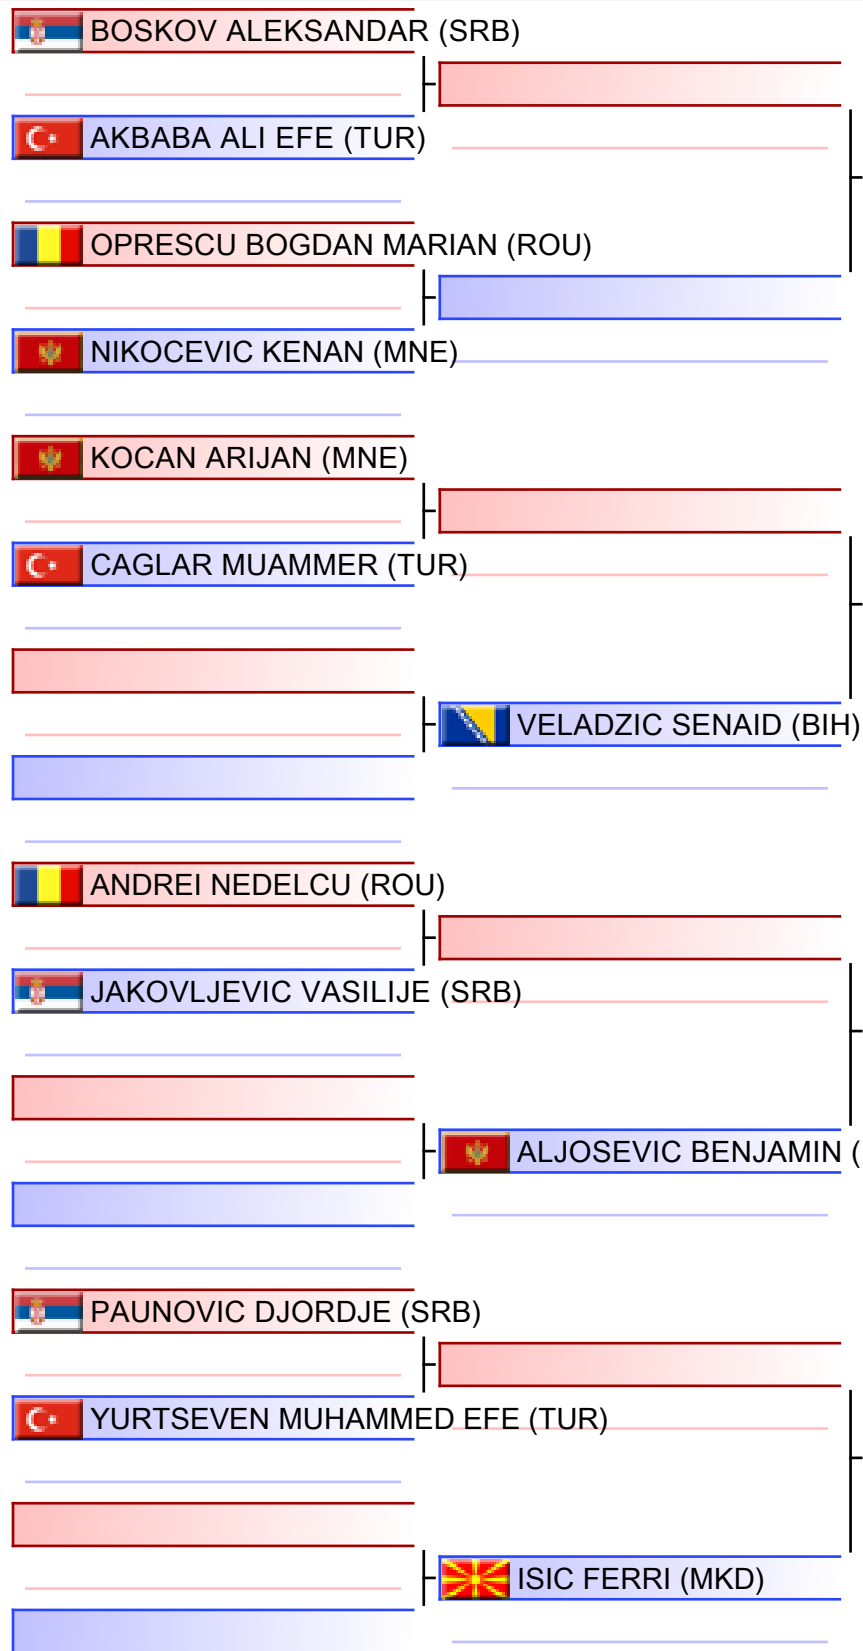 BOSKOV ALEKSANDAR (SRB)
AKBABA ALI EFE (TUR)
OPRESCU BOGDAN MARIAN (ROU)
NIKOCEVIC KENAN (MNE)
KOCAN ARIJAN (MNE)
CAGLAR MUAMMER (TUR)
VELADZIC SENAID (BIH)
ANDREI NEDELCU (ROU)
JAKOVLJEVIC VASILIJE (SRB)
ALJOSEVIC BENJAMIN (
PAUNOVIC DJORDJE (SRB)
YURTSEVEN MUHAMMED EFE (TUR)
ISIC FERRI (MKD)